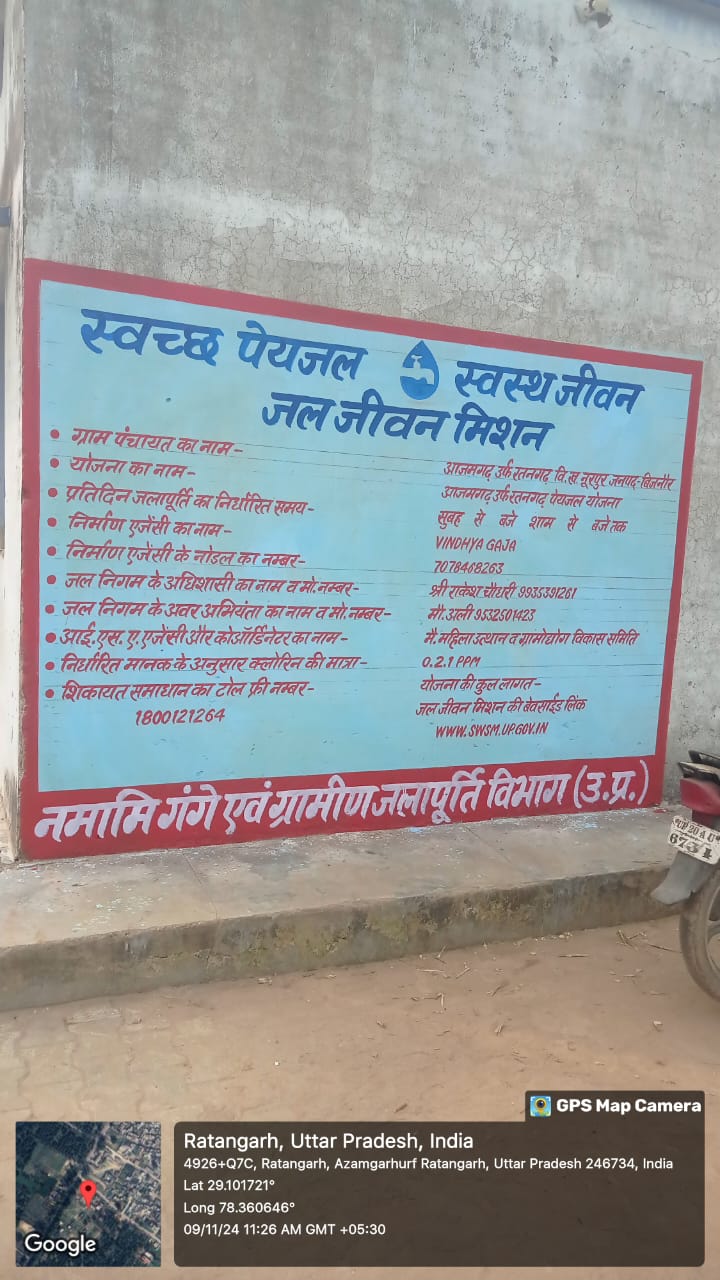 स्वच्छ पेयजल स्वस्थ जीवन
जल जीवन मिशन
• ग्राम पंचायत का नाम- आजमगढ़ उर्फ रतनगढ़ वि.ख़ नूरपुर जनपद-बिजनौर
• योजना का नाम- आजमगढ़ उर्फ रतनगढ़ पेयजल योजना
• प्रतिदिन जलापूर्ति का निर्धारित समय- सुबह से बजे शाम से बजे तक
• निर्माण एजेंसी का नाम- VINDHYA GAJA
• निर्माण एजेंसी के नोडल का नम्बर- 7078468263
• जल निगम के अधिशासी का नाम व मो. नम्बर- श्री राकेश चौधरी 9935391261
• जल निगम के अवर अभियंता का नाम व मो. नम्बर- मौ. अली 9532501423
• आई. एस. ए. एजेंसी और कोऑर्डिनेटर का नाम- मै. महिला उत्थान व ग्रामोद्योग विकास समिति
• निर्धारित मानक के अनुसार क्लोरिन की मात्रा- 0.2.1 PPM
• शिकायत समाधान का टोल फ्री नम्बर- योजना की कुल लागत-
1800121264 जल जीवन मिशन की बेवसाईड लिंक
WWW.SWSM.UP.GOV.IN
नमामि गंगे एवं ग्रामीण जलापूर्ति विभाग (उ.प्र.)
UP 20 A U
6731
GPS Map Camera
Ratangarh, Uttar Pradesh, India
4926+Q7C, Ratangarh, Azamgarhurf Ratangarh, Uttar Pradesh 246734, India
Lat 29.101721°
Long 78.360646°
09/11/24 11:26 AM GMT +05:30
Google